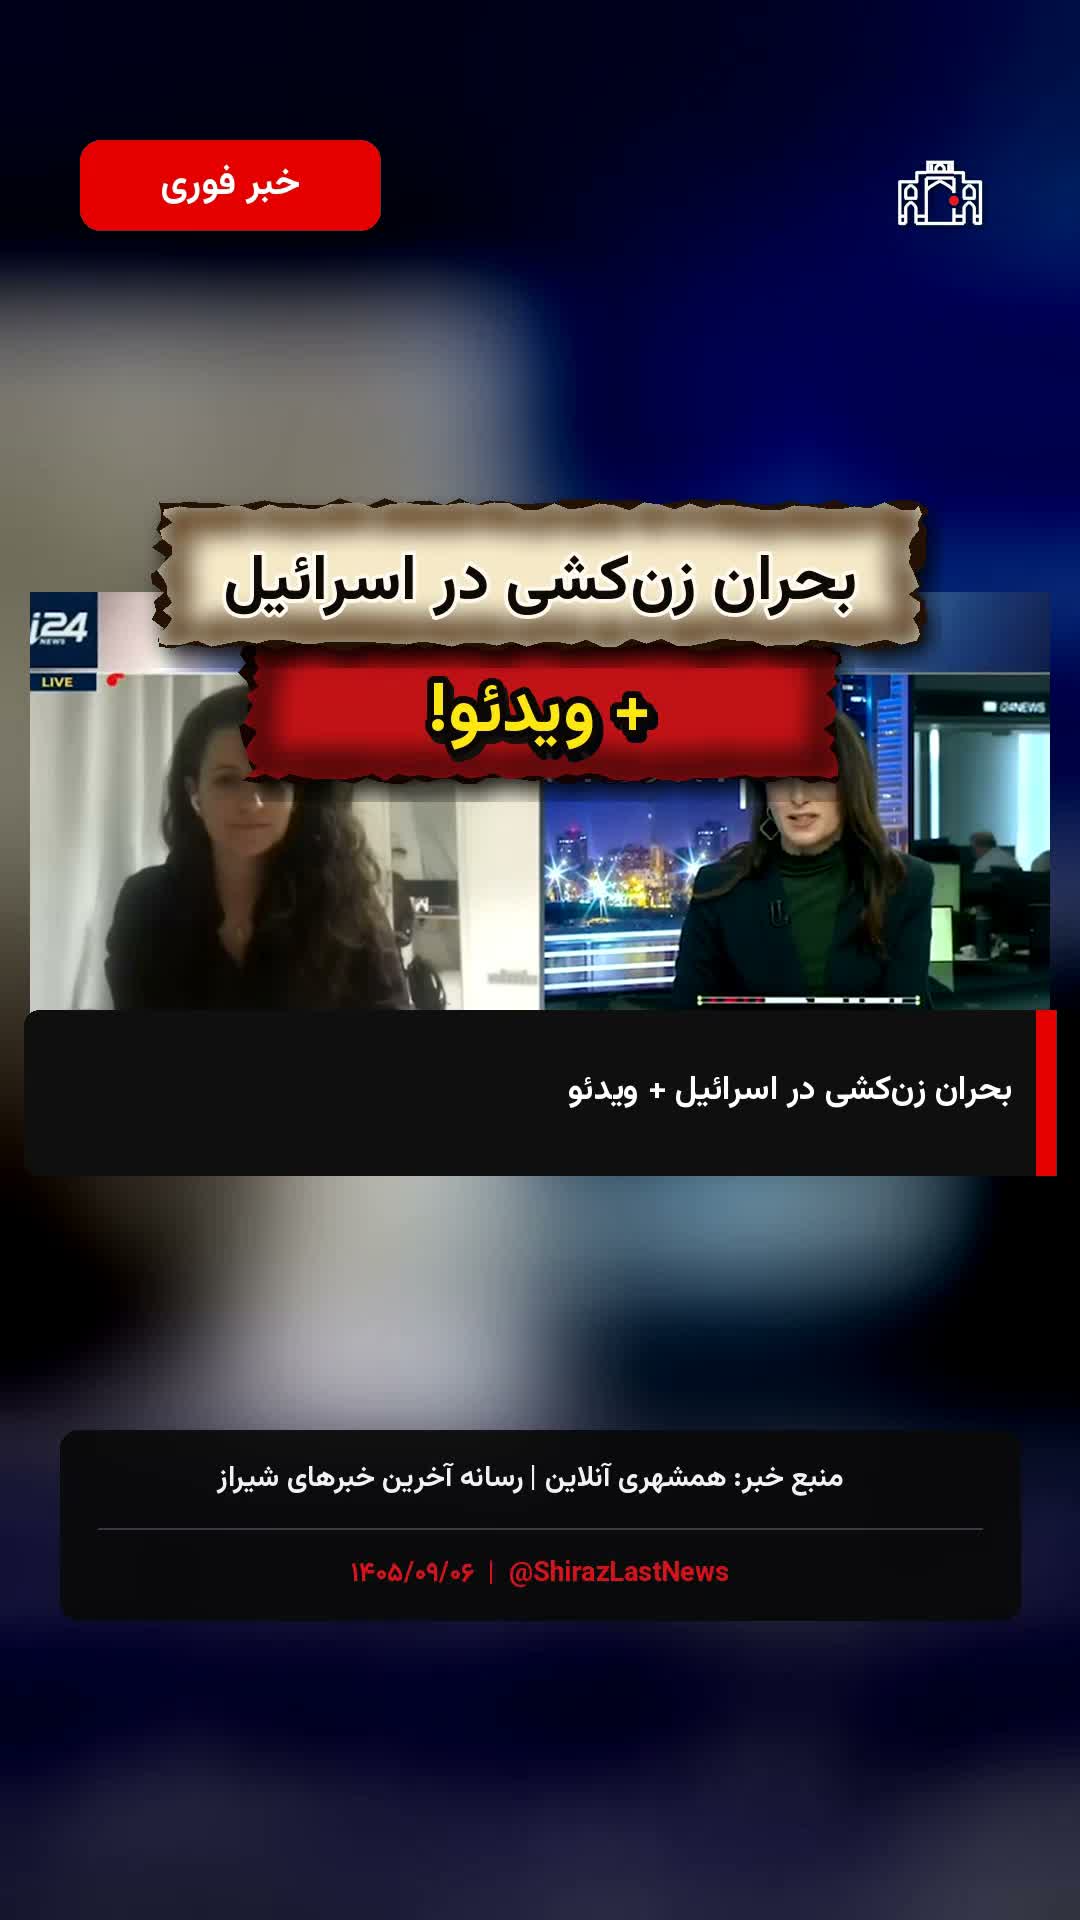 خبر فوری
بحران زن‌کشی در اسرائیل
+ ویدئو!
i24
NEWS
LIVE
i24NEWS
بحران زن‌کشی در اسرائیل + ویدئو
منبع خبر: همشهری آنلاین | رسانه آخرین خبرهای شیراز
۱۴۰۵/۰۹/۰۶ | @ShirazLastNews